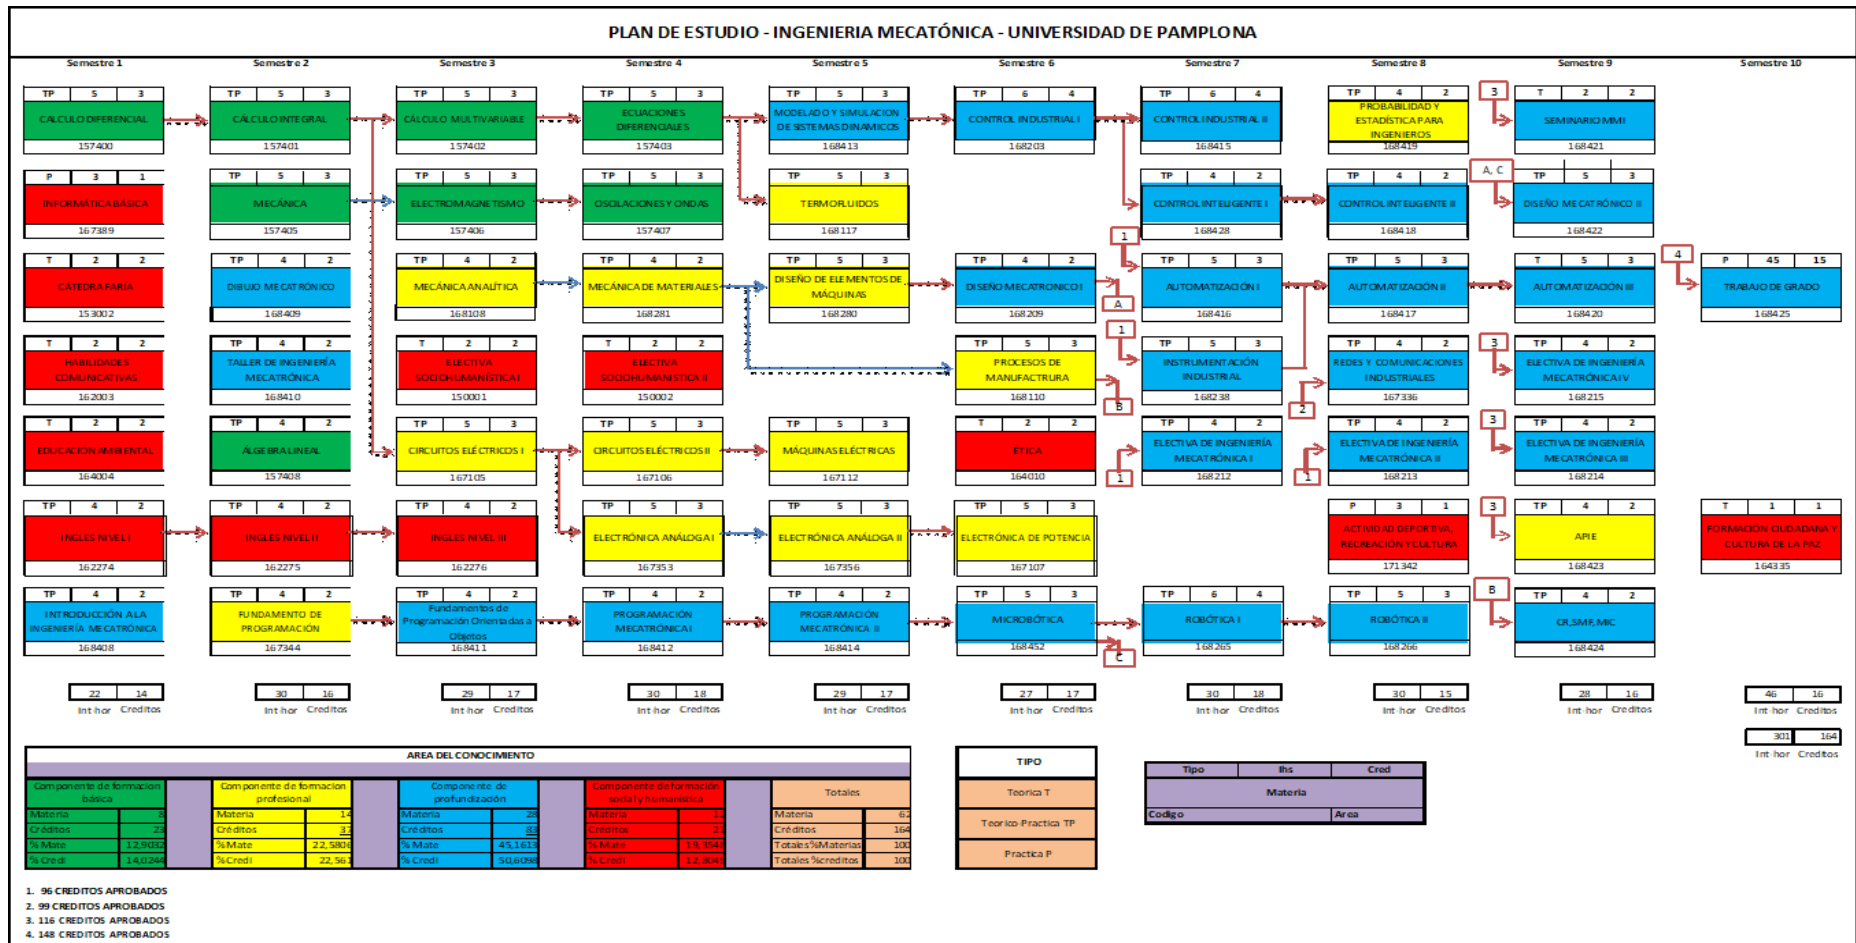 PLAN DE ESTUDIO - INGENIERIA MECATÓNICA - UNIVERSIDAD DE PAMPLONA
Semestre 1 Semestre 2 Semestre 3 Semestre 4 Semestre 5 Semestre 6 Semestre 7 Semestre 8 Semestre 9 Semestre 10
TP 5 3
CALCULO DIFERENCIAL
157400
TP 5 3
CÁLCULO INTEGRAL
157401
TP 5 3
CÁLCULO MULTIVARIABLE
157402
TP 5 3
ECUACIONES
DIFERENCIALES
157403
TP 5 3
MODELADO Y SIMULACION
DE SISTEMAS DINAMICOS
168413
TP 6 4
CONTROL INDUSTRIAL I
168203
TP 6 4
CONTROL INDUSTRIAL II
168415
TP 4 2
PROBABILIDAD Y
ESTADÍSTICA PARA
INGENIEROS
168419
3
T 2 2
SEMINARIO MMI
168421
P 3 1
INFORMÁTICA BÁSICA
167389
TP 5 3
MECÁNICA
157405
TP 5 3
ELECTROMAGNETISMO
157406
TP 5 3
OSCILACIONES Y ONDAS
157407
TP 5 3
TERMOFLUIDOS
168117
TP 4 2
CONTROL INTELIGENTE I
168428
TP 4 2
CONTROL INTELIGENTE II
168418
A, C
TP 5 3
DISEÑO MECATRÓNICO II
168422
T 2 2
CÁTEDRA FARIA
153002
TP 4 2
DIBUJO MECATRÓNICO
168409
TP 4 2
MECÁNICA ANALÍTICA
168108
TP 4 2
MECÁNICA DE MATERIALES
168281
TP 5 3
DISEÑO DE ELEMENTOS DE
MÁQUINAS
168280
TP 4 2
DISEÑO MECATRONICO I
168209
A
1
TP 5 3
AUTOMATIZACIÓN I
168416
TP 5 3
AUTOMATIZACIÓN II
168417
T 5 3
AUTOMATIZACIÓN III
168420
4
P 45 15
TRABAJO DE GRADO
168425
T 2 2
HABILIDADES
COMUNICATIVAS
162003
TP 4 2
TALLER DE INGENIERÍA
MECATRÓNICA
168410
T 2 2
ELECTIVA
SOCIOHUMANÍSTICA I
150001
T 2 2
ELECTIVA
SOCIOHUMANÍSTICA II
150002
TP 5 3
PROCESOS DE
MANUFACTRURA
168110
B
1
TP 5 3
INSTRUMENTACIÓN
INDUSTRIAL
168238
2
TP 4 2
REDES Y COMUNICACIONES
INDUSTRIALES
167336
3
TP 4 2
ELECTIVA DE INGENIERÍA
MECATRÓNICA IV
168215
T 2 2
EDUCACIÓN AMBIENTAL
164004
TP 4 2
ÁLGEBRA LINEAL
157408
TP 5 3
CIRCUITOS ELÉCTRICOS I
167105
TP 5 3
CIRCUITOS ELÉCTRICOS II
167106
TP 5 3
MÁQUINAS ELÉCTRICAS
167112
T 2 2
ETICA
164010
1
TP 4 2
ELECTIVA DE INGENIERÍA
MECATRÓNICA I
168212
1
TP 4 2
ELECTIVA DE INGENIERÍA
MECATRÓNICA II
168213
3
TP 4 2
ELECTIVA DE INGENIERÍA
MECATRÓNICA III
168214
TP 4 2
INGLES NIVEL I
162274
TP 4 2
INGLES NIVEL II
162275
TP 4 2
INGLES NIVEL III
162276
TP 5 3
ELECTRÓNICA ANÁLOGA I
167353
TP 5 3
ELECTRÓNICA ANÁLOGA II
167356
TP 5 3
ELECTRÓNICA DE POTENCIA
167107
P 3 1
ACTIVIDAD DEPORTIVA,
RECREACIÓN Y CULTURA
171342
3
TP 4 2
APIE
168423
T 1 1
FORMACIÓN CIUDADANA Y
CULTURA DE LA PAZ
164335
TP 4 2
INTRODUCCIÓN A LA
INGENIERÍA MECATRÓNICA
168408
TP 4 2
FUNDAMENTO DE
PROGRAMACIÓN
167344
TP 4 2
Fundamentos de
Programación Orientadas a
Objetos
168411
TP 4 2
PROGRAMACIÓN
MECATRÓNICA I
168412
TP 4 2
PROGRAMACIÓN
MECATRÓNICA II
168414
TP 5 3
MICROBÓTICA
168452
C
TP 6 4
ROBÓTICA I
168265
TP 5 3
ROBÓTICA II
168266
B
TP 4 2
CR,SMF,MIC
168424
22 14 30 16 29 17 30 18 29 17 27 17 30 18 30 15 28 16 46 16
Int-hor Creditos Int-hor Creditos Int-hor Creditos Int-hor Creditos Int-hor Creditos Int-hor Creditos Int-hor Creditos Int-hor Creditos Int-hor Creditos Int-hor Creditos
301 164
Int-hor Creditos
AREA DEL CONOCIMIENTO
Componente de formación
básica
Materia 8
Créditos 23
% Mate 12,9032
% Credi 14,0244
Componente de formacion
profesional
Materia 14
Créditos 37
% Mate 22,5806
% Credi 22,561
Componente de
profundización
Materia 28
Créditos 83
% Mate 45,1613
% Credi 50,6098
Componente de formación
social y humanística
Materia 12
Créditos 21
% Mate 19,3548
% Credi 12,8049
Totales
Materia 62
Créditos 164
Totales %Materias 100
Totales %creditos 100
TIPO
Teorica T
Teorico-Practica TP
Practica P
Tipo Ihs Cred
Materia
Codigo Area
1. 96 CREDITOS APROBADOS
2. 99 CREDITOS APROBADOS
3. 116 CREDITOS APROBADOS
4. 148 CREDITOS APROBADOS